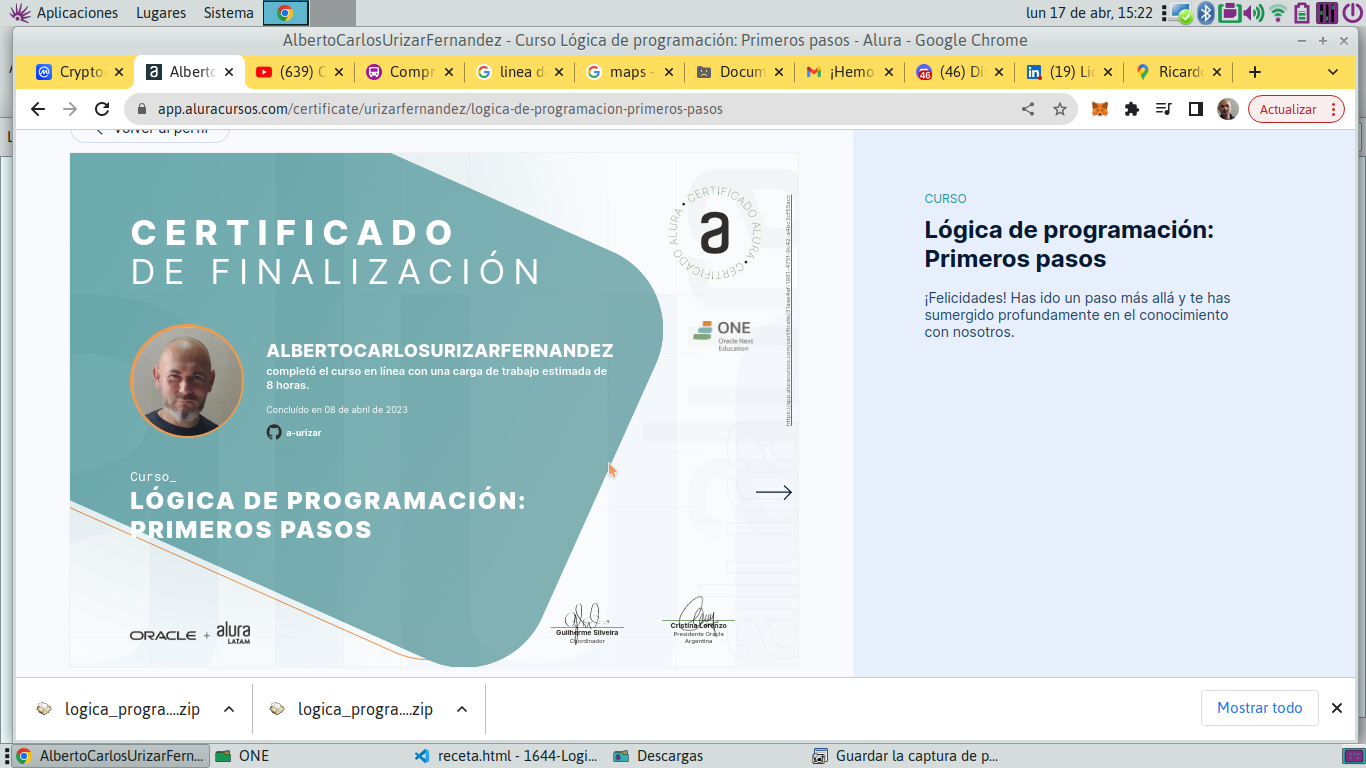 Aplicaciones Lugares Sistema
lun 17 de abr, 15:22
AlbertoCarlosUrizarFernandez - Curso Lógica de programación: Primeros pasos - Alura - Google Chrome
Crypto
Alberto
(639) C
Compr
linea d
maps -
Docum
¡Hemo
(46) Di
(19) Li
Ricardo
app.aluracursos.com/certificate/urizarfernandez/logica-de-programacion-primeros-pasos
Actualizar
Volver al perfil
CERTIFICADO
DE FINALIZACIÓN
CERTIFICADO ALURA • CERTIFICADO ALURA •
a
ONE
Oracle Next
Education
ALBERTOCARLOSURIZARFERNANDEZ
completó el curso en línea con una carga de trabajo estimada de
8 horas.
Concluído en 08 de abril de 2023
a-urizar
Curso_
LÓGICA DE PROGRAMACIÓN:
PRIMEROS PASOS
ORACLE + alura
LATAM
Guilherme Silveira
Coordinador
Cristina Lorenzo
Presidente Oracle
Argentina
alura
CURSO
Lógica de programación:
Primeros pasos
¡Felicidades! Has ido un paso más allá y te has
sumergido profundamente en el conocimiento
con nosotros.
logica_progra....zip
logica_progra....zip
Mostrar todo
AlbertoCarlosUrizarFern...
ONE
receta.html - 1644-Logi...
Descargas
Guardar la captura de p...